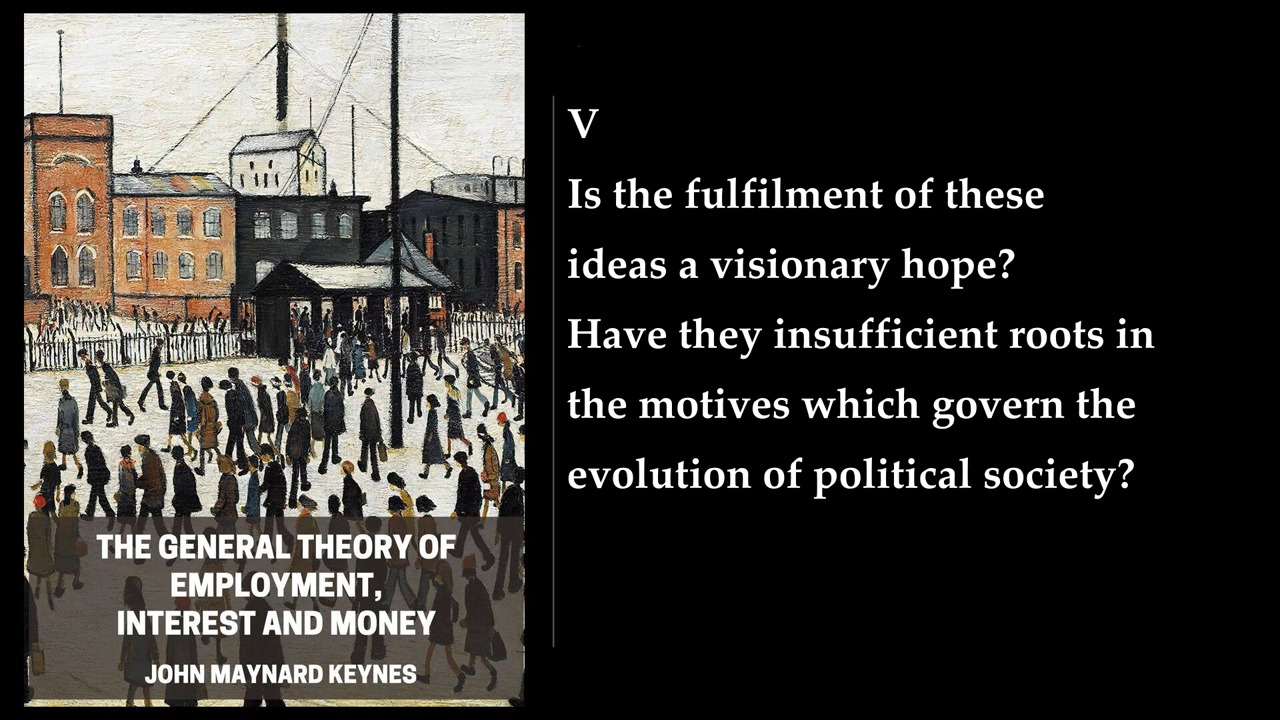 THE GENERAL THEORY OF
EMPLOYMENT,
INTEREST AND MONEY
JOHN MAYNARD KEYNES
V
Is the fulfilment of these
ideas a visionary hope?
Have they insufficient roots in
the motives which govern the
evolution of political society?